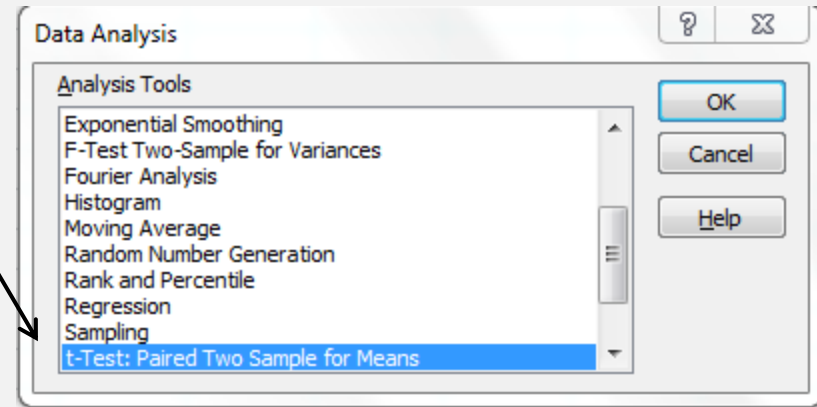 Data Analysis
Analysis Tools
Exponential Smoothing
F-Test Two-Sample for Variances
Fourier Analysis
Histogram
Moving Average
Random Number Generation
Rank and Percentile
Regression
Sampling
t-Test: Paired Two Sample for Means
OK
Cancel
Help